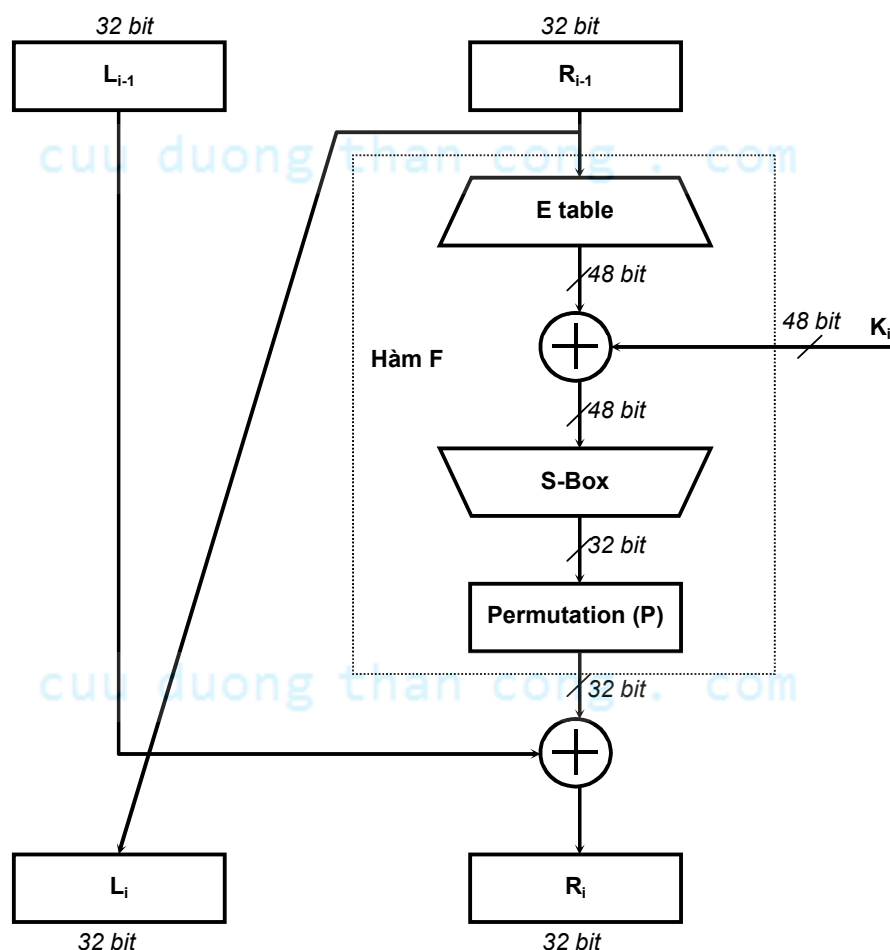 32 bit
32 bit
L_{i-1}
R_{i-1}
cuu duong than cong . com
E table
48 bit
48 bit
K_i
Hàm F
48 bit
S-Box
32 bit
Permutation (P)
cuu duong than cong . com
32 bit
L_i
R_i
32 bit
32 bit